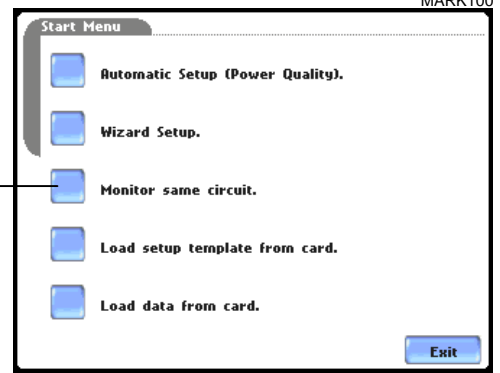 MARK100
Start Menu
Automatic Setup (Power Quality).
Wizard Setup.
Monitor same circuit.
Load setup template from card.
Load data from card.
Exit